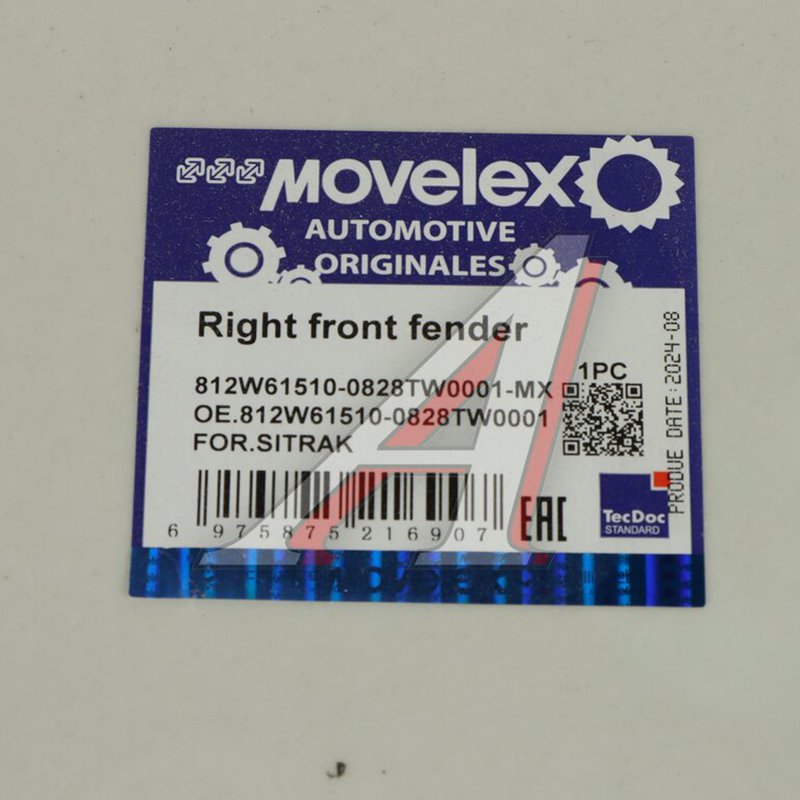 MOVELEX
AUTOMOTIVE
ORIGINALES
Right front fender
812W61510-0828TW0001-MX
1PC
OE.812W61510-0828TW0001
FOR.SITRAK
PRODUE DATE:2024-08
6 975875 216907
EAC
TecDoc
STANDARD